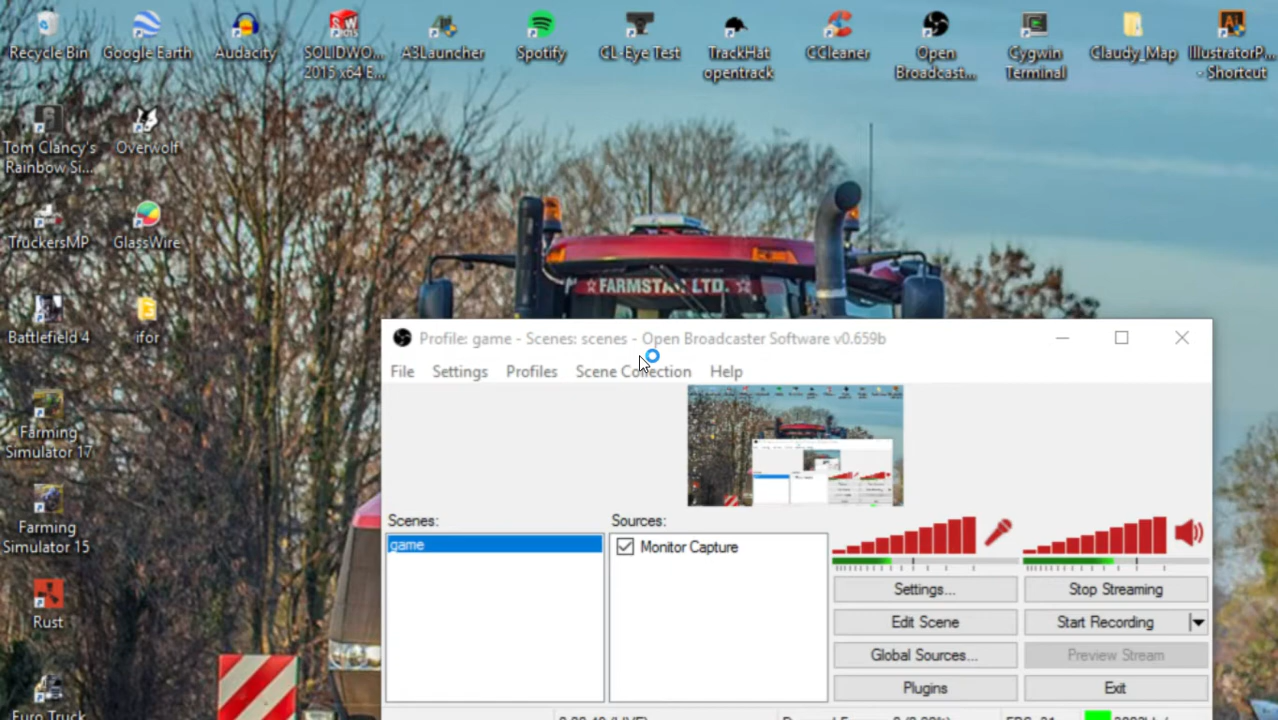 Recycle Bin
Google Earth
Audacity
SOLIDWO...
2015 x64 E...
A3Launcher
Spotify
CL-Eye Test
TrackHat
opentrack
CCleaner
Open
Broadcast...
Cygwin
Terminal
Claudy_Map
IllustratorP...
- Shortcut
Tom Clancy's
Rainbow Si...
Overwolf
TruckersMP
GlassWire
Battlefield 4
ifor
Farming
Simulator 17
Farming
Simulator 15
Rust
Euro Truck
☆FARMSTAR LTD.☆
Profile: game - Scenes: scenes - Open Broadcaster Software v0.659b
File
Settings
Profiles
Scene Collection
Help
Scenes:
game
Sources:
Monitor Capture
Settings...
Stop Streaming
Edit Scene
Start Recording
Global Sources...
Preview Stream
Plugins
Exit